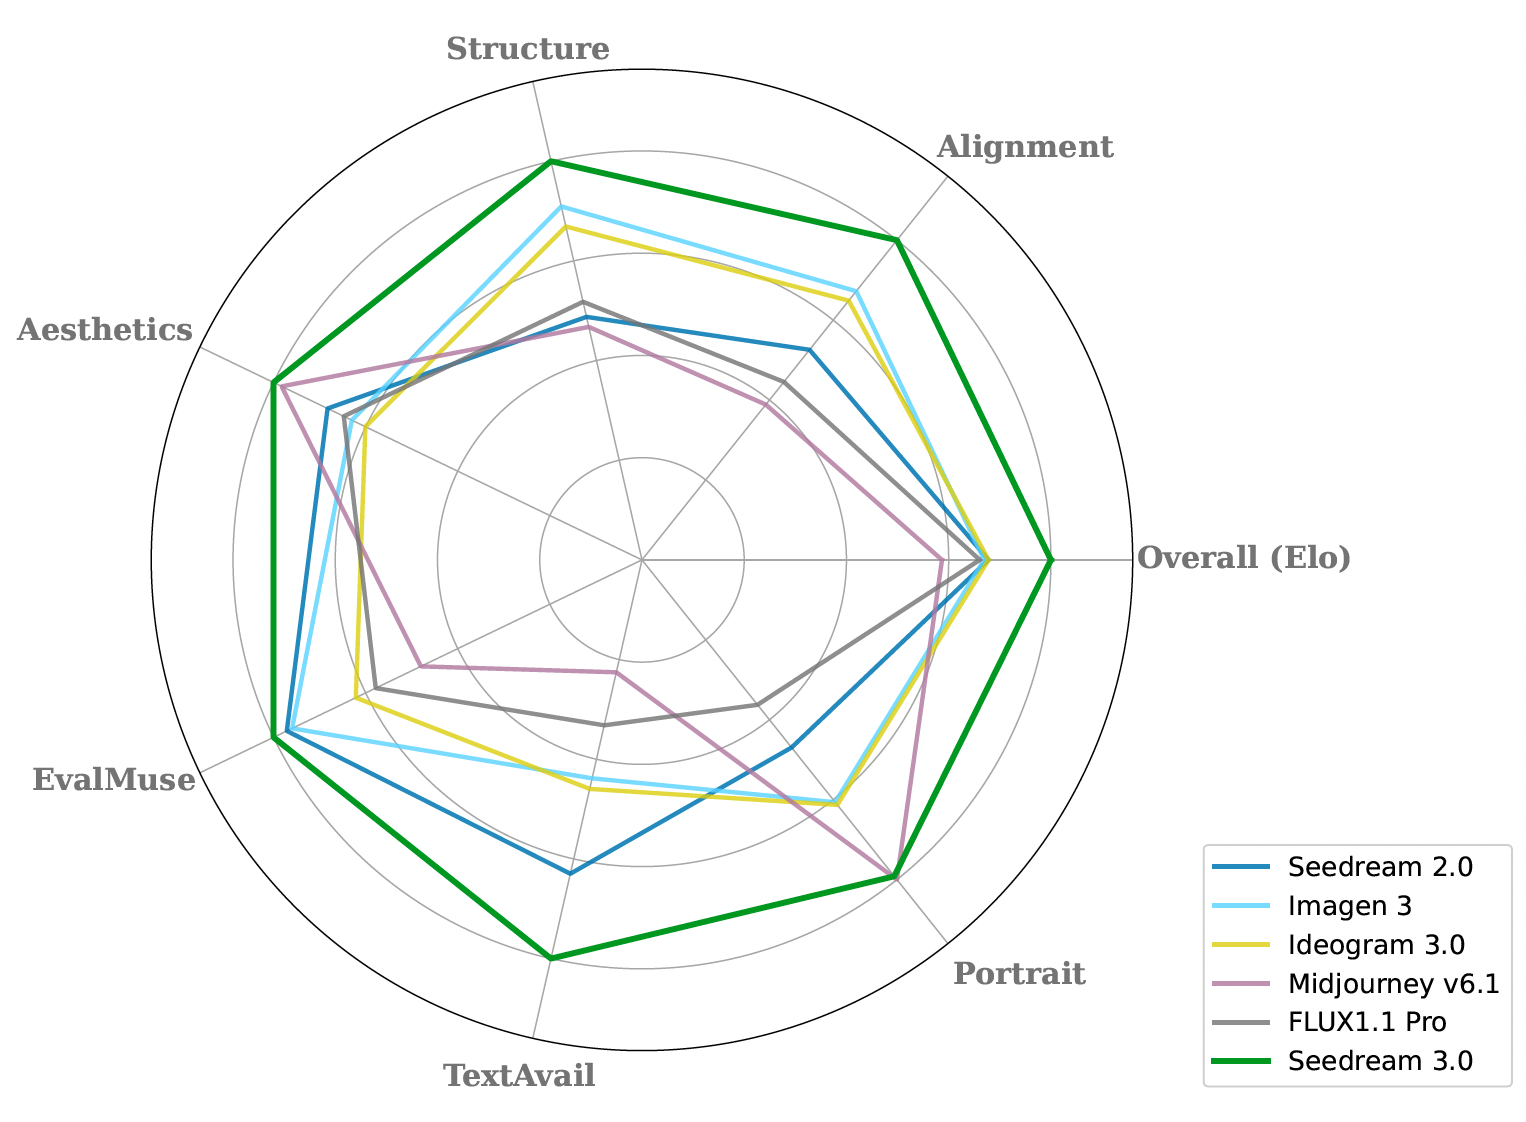 Structure
Alignment
Aesthetics
Overall (Elo)
EvalMuse
Portrait
TextAvail
Seedream 2.0
Imagen 3
Ideogram 3.0
Midjourney v6.1
FLUX1.1 Pro
Seedream 3.0